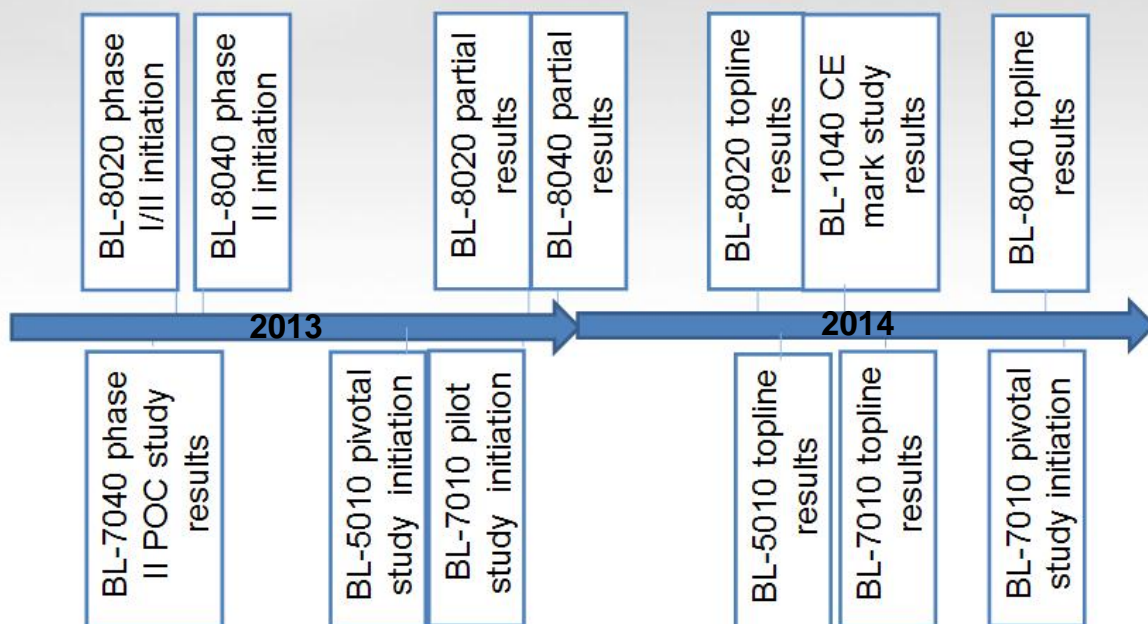 BL-8020 phase
I/II initiation
BL-8040 phase
II initiation
BL-8020 partial
results
BL-8040 partial
results
BL-8020 topline
results
BL-1040 CE
mark study
results
BL-8040 topline
results
2013
2014
BL-7040 phase
II POC study
results
BL-5010 pivotal
study initiation
BL-7010 pilot
study initiation
BL-5010 topline
results
BL-7010 topline
results
BL-7010 pivotal
study initiation